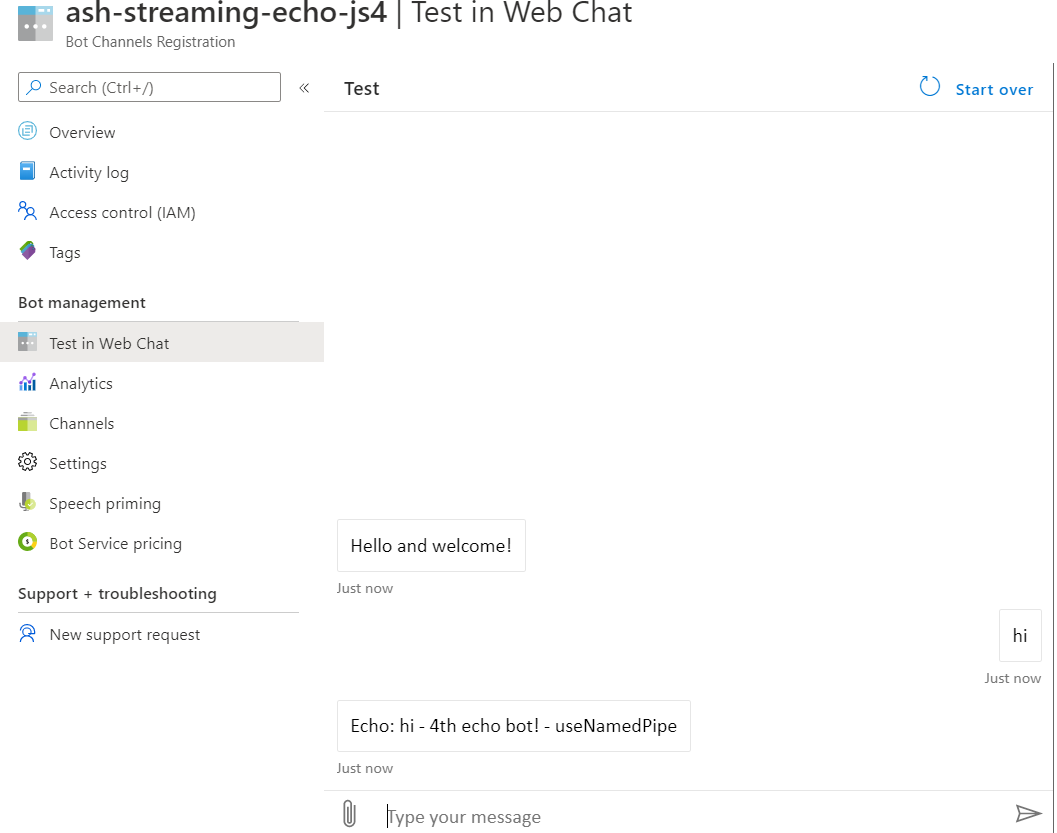 ash-streaming-echo-js4 | Test in Web Chat
Bot Channels Registration
Search (Ctrl+/)
«
Overview
Activity log
Access control (IAM)
Tags
Bot management
Test in Web Chat
Analytics
Channels
Settings
Speech priming
Bot Service pricing
Support + troubleshooting
New support request
Test
Start over
Hello and welcome!
Just now
hi
Just now
Echo: hi - 4th echo bot! - useNamedPipe
Just now
Type your message